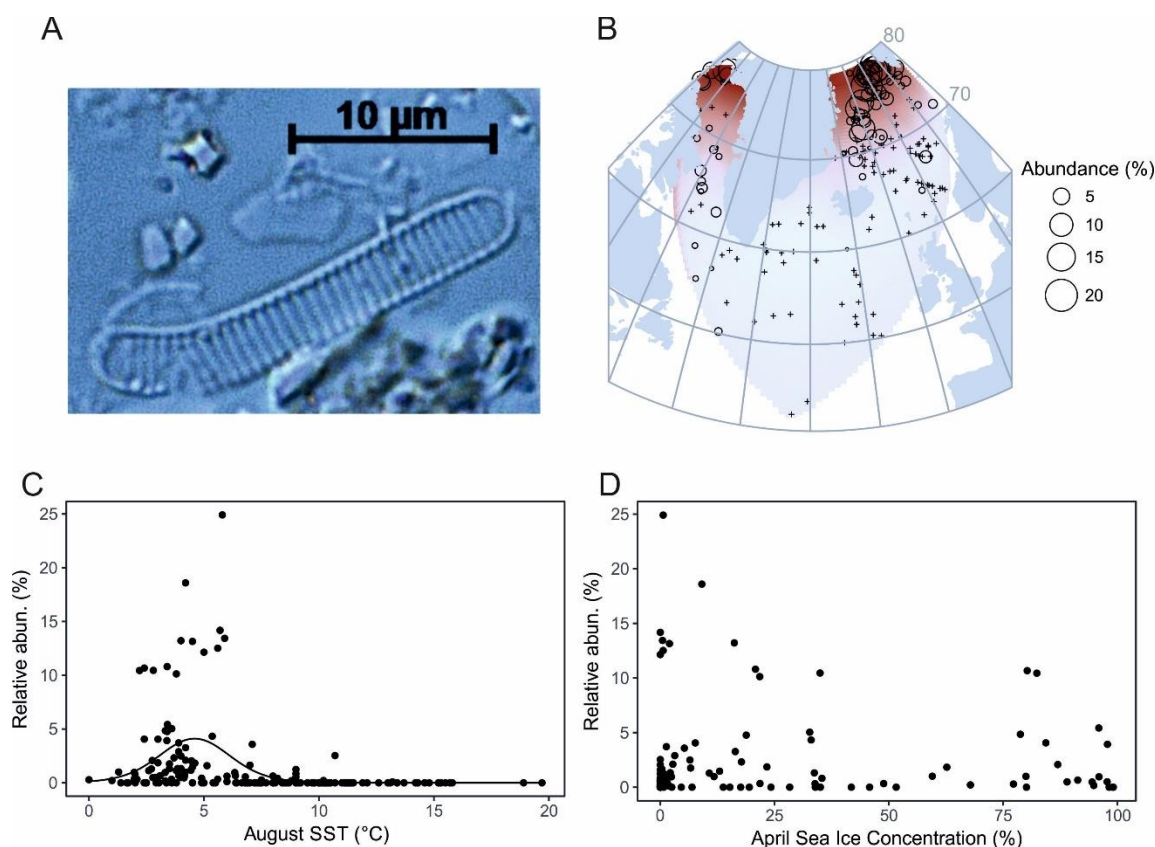 A
10 µm
B
80
70
Abundance (%)
5
10
15
20
C
25
20
15
10
5
0
Relative abun. (%)
0 5 10 15 20
August SST (°C)
D
25
20
15
10
5
0
Relative abun. (%)
0 25 50 75 100
April Sea Ice Concentration (%)